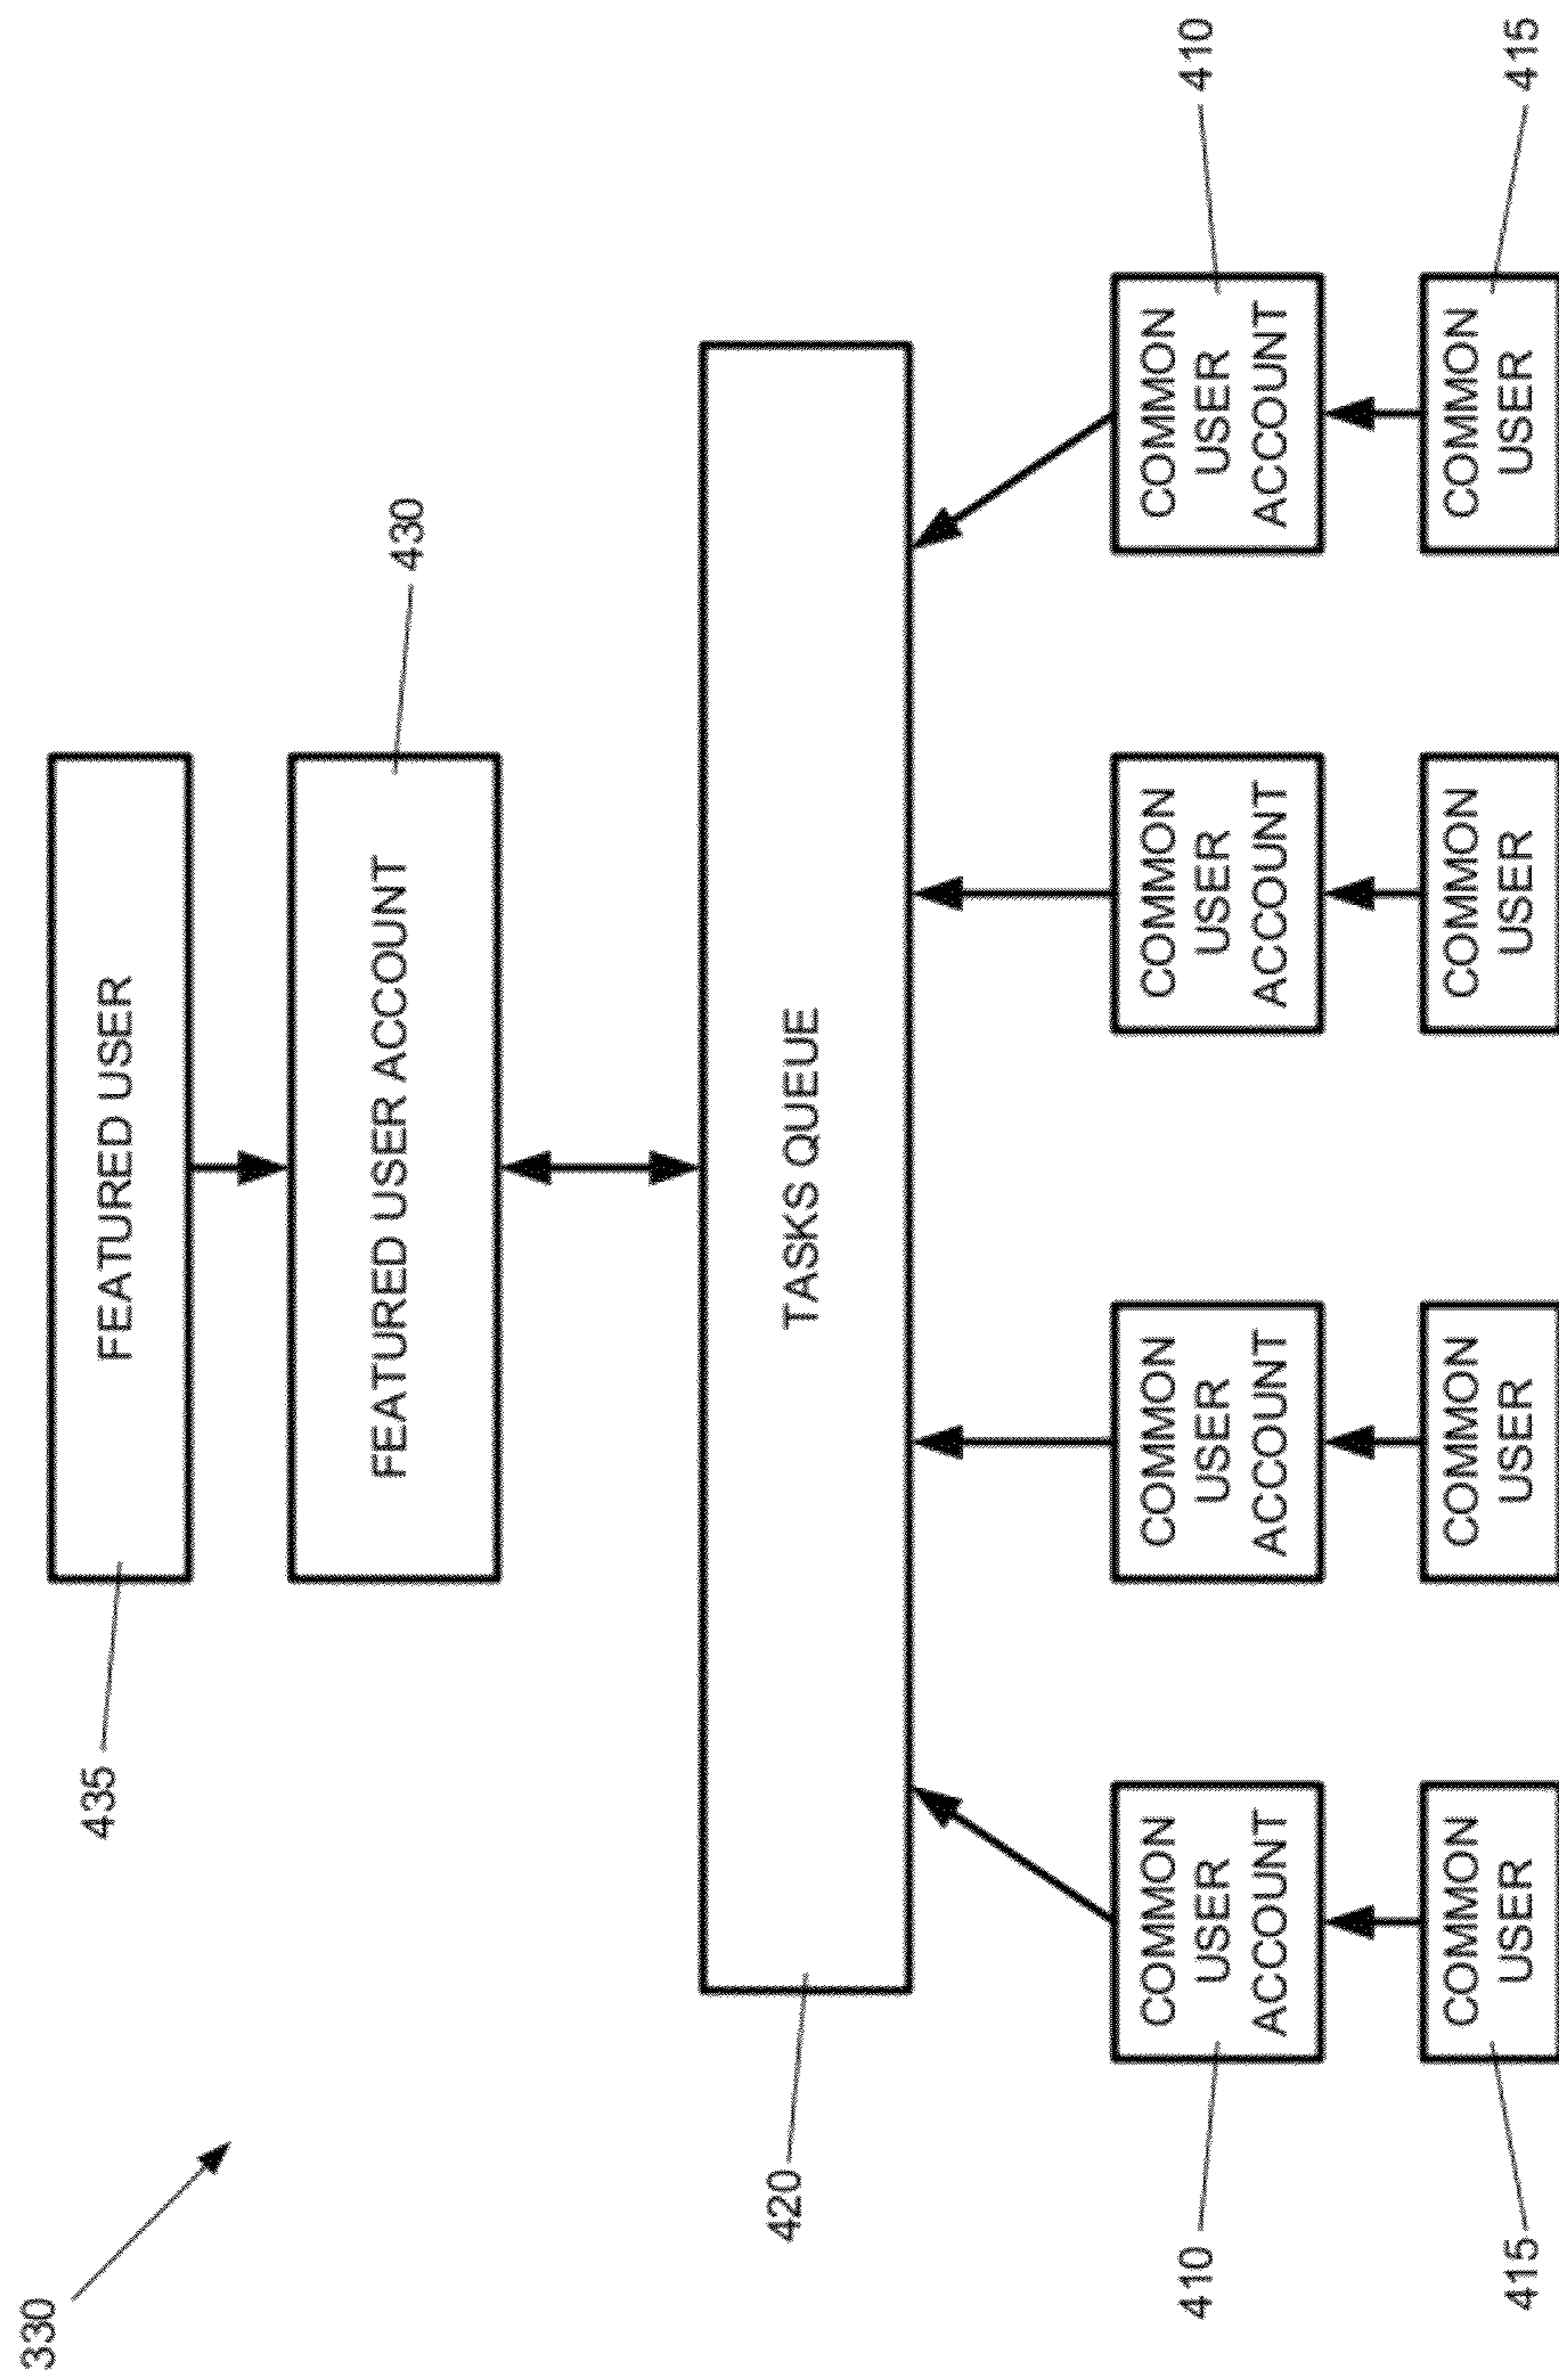 330
435
FEATURED USER
FEATURED USER ACCOUNT
430
420
TASKS QUEUE
410
COMMON
USER
ACCOUNT
COMMON
USER
ACCOUNT
COMMON
USER
ACCOUNT
COMMON
USER
ACCOUNT
410
415
COMMON
USER
COMMON
USER
COMMON
USER
COMMON
USER
415